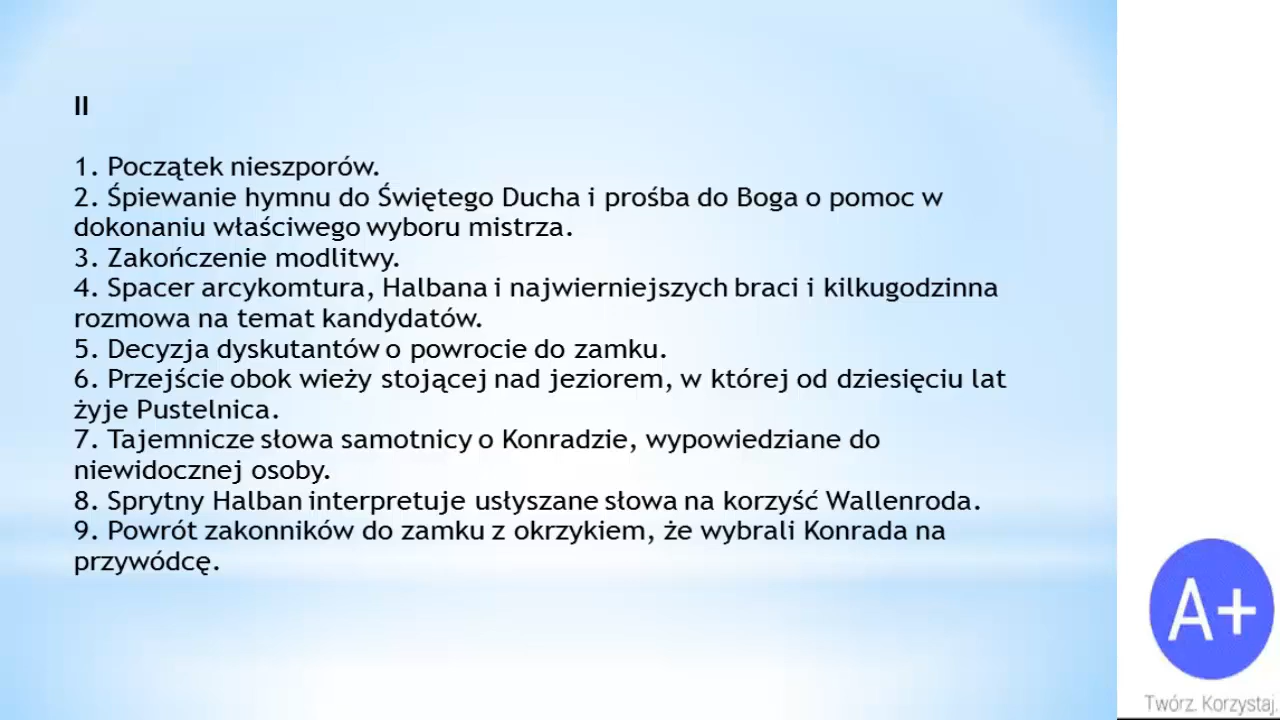 II
1. Początek nieszporów.
2. Śpiewanie hymnu do Świętego Ducha i prośba do Boga o pomoc w
dokonaniu właściwego wyboru mistrza.
3. Zakończenie modlitwy.
4. Spacer arcykomtura, Halbana i najwierniejszych braci i kilkugodzinna
rozmowa na temat kandydatów.
5. Decyzja dyskutantów o powrocie do zamku.
6. Przejście obok wieży stojącej nad jeziorem, w której od dziesięciu lat
żyje Pustelnica.
7. Tajemnicze słowa samotnicy o Konradzie, wypowiedziane do
niewidocznej osoby.
8. Sprytny Halban interpretuje usłyszane słowa na korzyść Wallenroda.
9. Powrót zakonników do zamku z okrzykiem, że wybrali Konrada na
przywódcę.
A+
Twórz. Korzystaj.